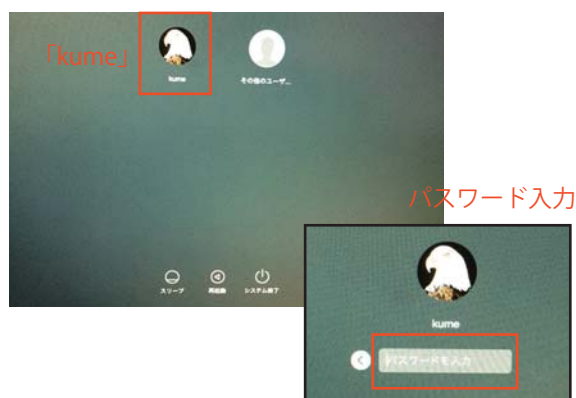 「kume」
kume
その他のユーザ...
スリープ
再起動
システム終了
パスワード入力
kume
パスワードを入力